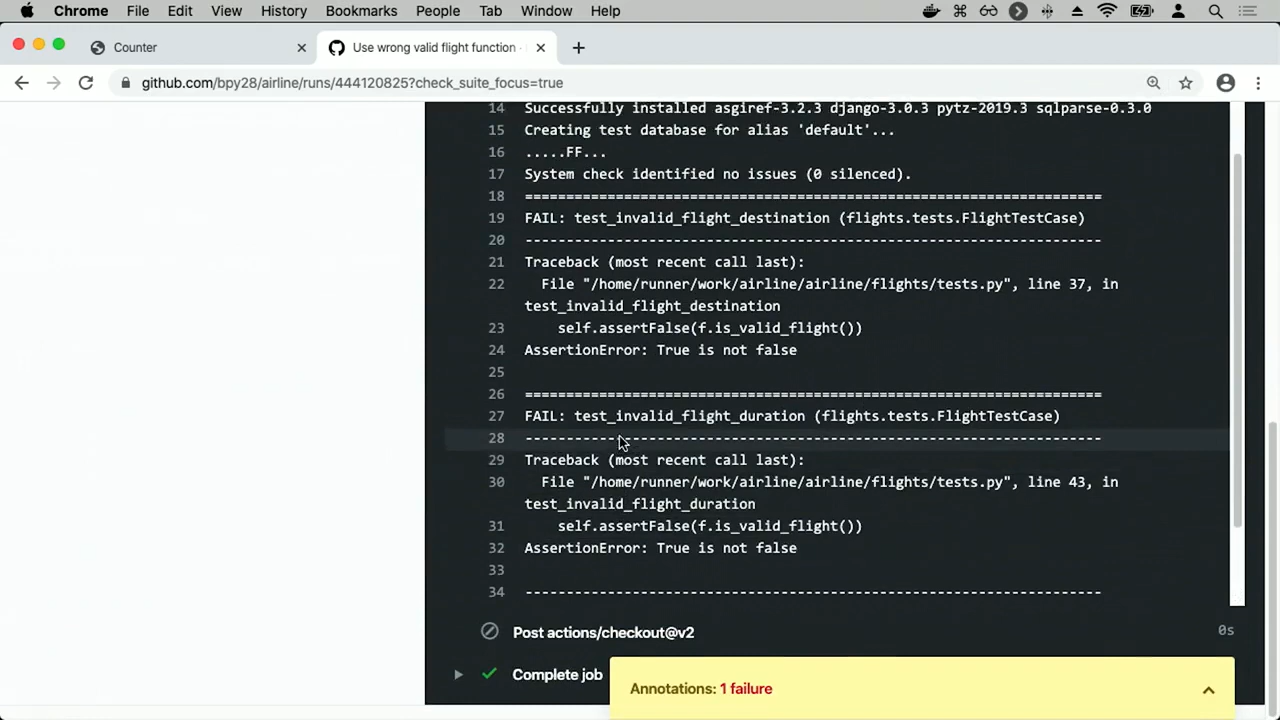 Chrome File Edit View History Bookmarks People Tab Window Help
Counter
Use wrong valid flight function ·
github.com/bpy28/airline/runs/444120825?check_suite_focus=true
14 Successfully installed asgiref-3.2.3 django-3.0.3 pytz-2019.3 sqlparse-0.3.0
15 Creating test database for alias 'default'...
16 .....FF...
17 System check identified no issues (0 silenced).
18 ======================================================================
19 FAIL: test_invalid_flight_destination (flights.tests.FlightTestCase)
20 ----------------------------------------------------------------------
21 Traceback (most recent call last):
22 File "/home/runner/work/airline/airline/flights/tests.py", line 37, in
test_invalid_flight_destination
23 self.assertFalse(f.is_valid_flight())
24 AssertionError: True is not false
25
26 ======================================================================
27 FAIL: test_invalid_flight_duration (flights.tests.FlightTestCase)
28 ----------------------------------------------------------------------
29 Traceback (most recent call last):
30 File "/home/runner/work/airline/airline/flights/tests.py", line 43, in
test_invalid_flight_duration
31 self.assertFalse(f.is_valid_flight())
32 AssertionError: True is not false
33
34 ----------------------------------------------------------------------
Post actions/checkout@v2 0s
Complete job
Annotations: 1 failure